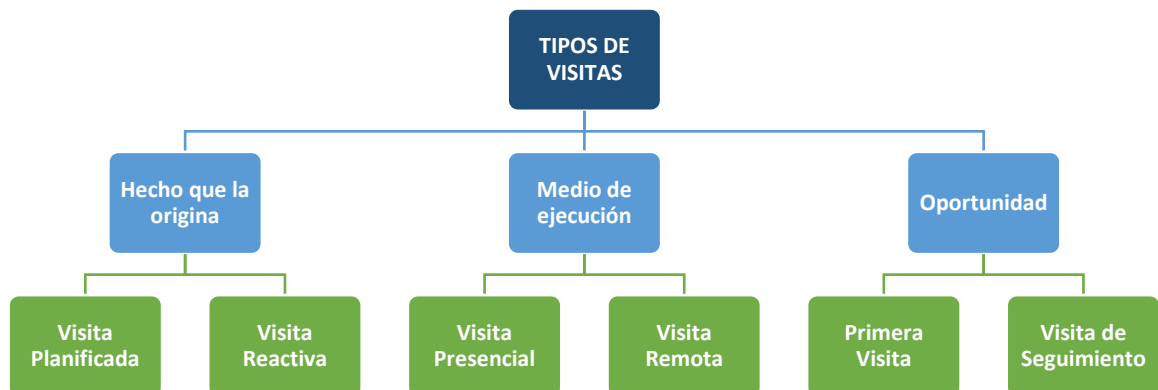 TIPOS DE
VISITAS
Hecho que la
origina
Medio de
ejecución
Oportunidad
Visita
Planificada
Visita
Reactiva
Visita
Presencial
Visita
Remota
Primera
Visita
Visita de
Seguimiento